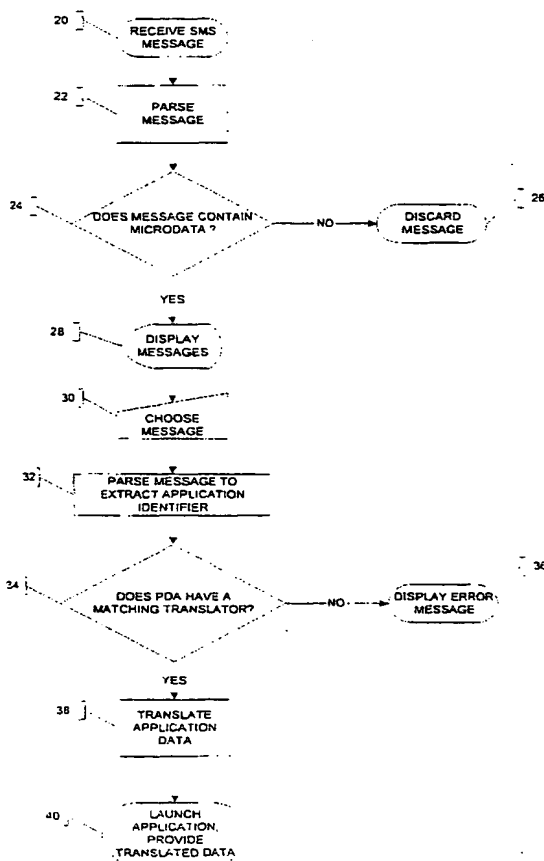 20
RECEIVE SMS
MESSAGE
22
PARSE
MESSAGE
24
DOES MESSAGE CONTAIN
MICRODATA ?
NO
DISCARD
MESSAGE
26
YES
28
DISPLAY
MESSAGES
30
CHOOSE
MESSAGE
32
PARSE MESSAGE TO
EXTRACT APPLICATION
IDENTIFIER
34
DOES PDA HAVE A
MATCHING TRANSLATOR?
NO
DISPLAY ERROR
MESSAGE
36
YES
38
TRANSLATE
APPLICATION
DATA
40
LAUNCH
APPLICATION,
PROVIDE
TRANSLATED DATA